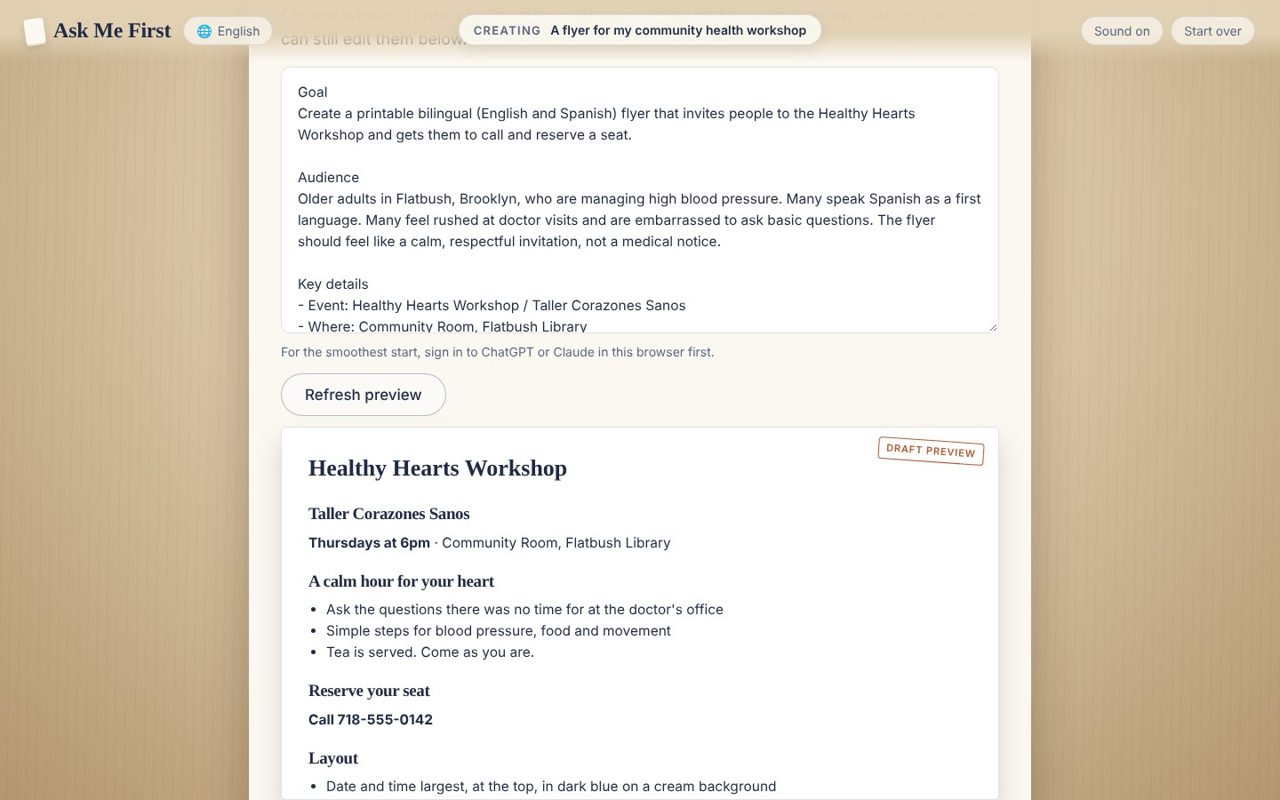 Ask Me First
🌐 English
CREATING A flyer for my community health workshop
Sound on
Start over
can still edit them below.
Goal
Create a printable bilingual (English and Spanish) flyer that invites people to the Healthy Hearts
Workshop and gets them to call and reserve a seat.
Audience
Older adults in Flatbush, Brooklyn, who are managing high blood pressure. Many speak Spanish as a first
language. Many feel rushed at doctor visits and are embarrassed to ask basic questions. The flyer
should feel like a calm, respectful invitation, not a medical notice.
Key details
- Event: Healthy Hearts Workshop / Taller Corazones Sanos
- Where: Community Room, Flatbush Library
For the smoothest start, sign in to ChatGPT or Claude in this browser first.
Refresh preview
DRAFT PREVIEW
Healthy Hearts Workshop
Taller Corazones Sanos
Thursdays at 6pm · Community Room, Flatbush Library
A calm hour for your heart
• Ask the questions there was no time for at the doctor's office
• Simple steps for blood pressure, food and movement
• Tea is served. Come as you are.
Reserve your seat
Call 718-555-0142
Layout
• Date and time largest, at the top, in dark blue on a cream background